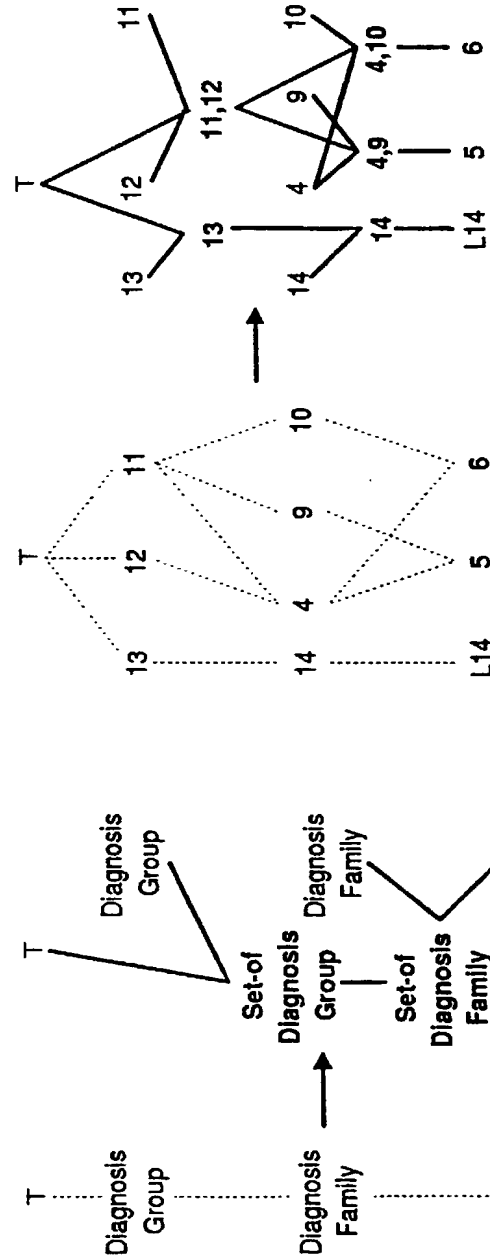 T
Diagnosis
Group
Diagnosis
Family
T
Diagnosis
Group
Set-of
Diagnosis
Group
Diagnosis
Family
Set-of
Diagnosis
Family
T
13 12 11
14 4 9 10
L14 5 6
T
13 12 11
13 11,12
14 4 9 10
14 4,9 4,10
L14 5 6